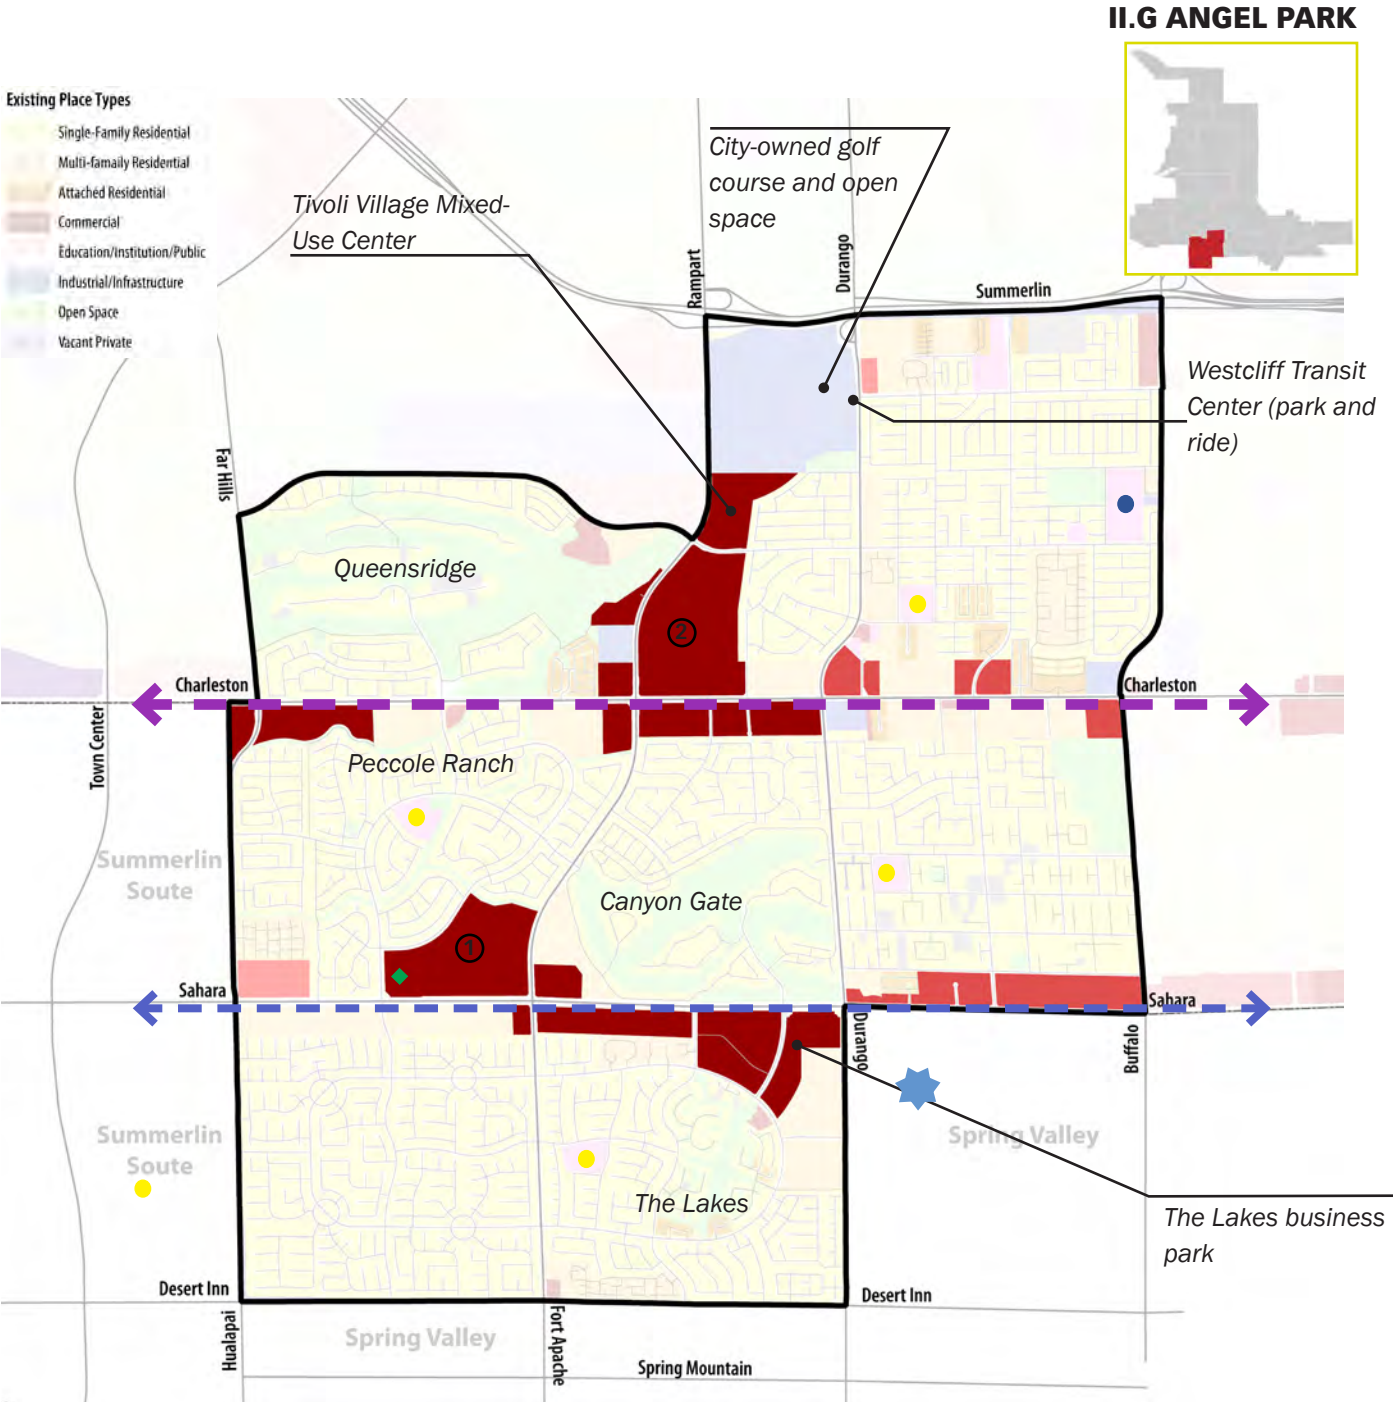 II.G ANGEL PARK
Existing Place Types
Single-Family Residential
Multi-famaily Residential
Attached Residential
Commercial
Education/Institution/Public
Industrial/Infrastructure
Open Space
Vacant Private
City-owned golf
course and open
space
Tivoli Village Mixed-
Use Center
Rampart
Durango
Summerlin
Westcliff Transit
Center (park and
ride)
Far Hills
Queensridge
2
Charleston
Charleston
Town Center
Peccole Ranch
Summerlin
Soute
Canyon Gate
1
Sahara
Sahara
Durango
Buffalo
Summerlin
Soute
Spring Valley
The Lakes
The Lakes business
park
Desert Inn
Desert Inn
Hualapai
Spring Valley
Fort Apache
Spring Mountain